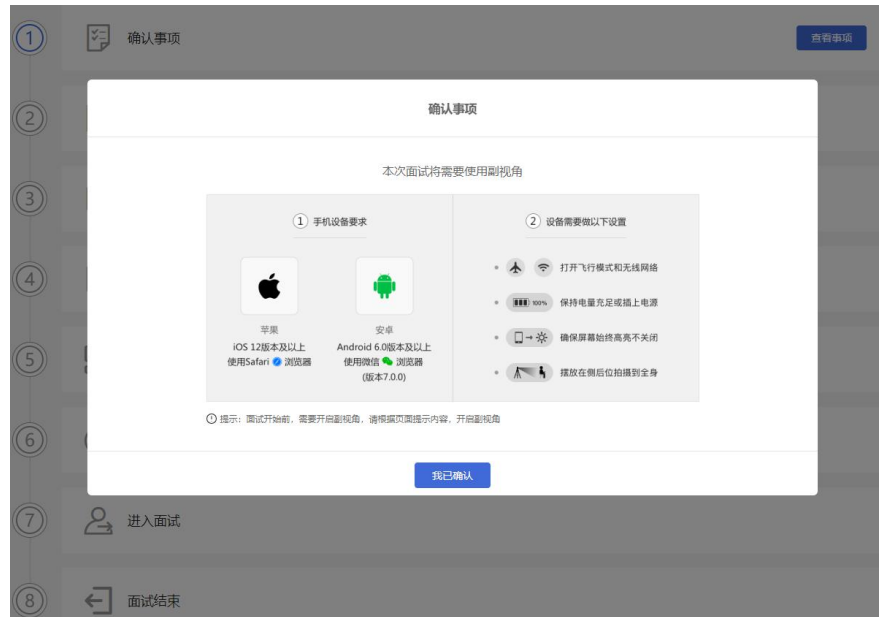 1
确认事项
查看事项
2
3
4
5
6
确认事项
本次面试将需要使用副视角
1 手机设备要求
苹果
iOS 12版本及以上
使用Safari 浏览器
安卓
Android 6.0版本及以上
使用微信 浏览器
(版本7.0.0)
2 设备需要做以下设置
打开飞行模式和无线网络
100% 保持电量充足或插上电源
确保屏幕始终高亮不关闭
摆放在侧后位拍摄到全身
提示：面试开始前，需要开启副视角，请根据页面提示内容，开启副视角
我已确认
7
进入面试
8
面试结束